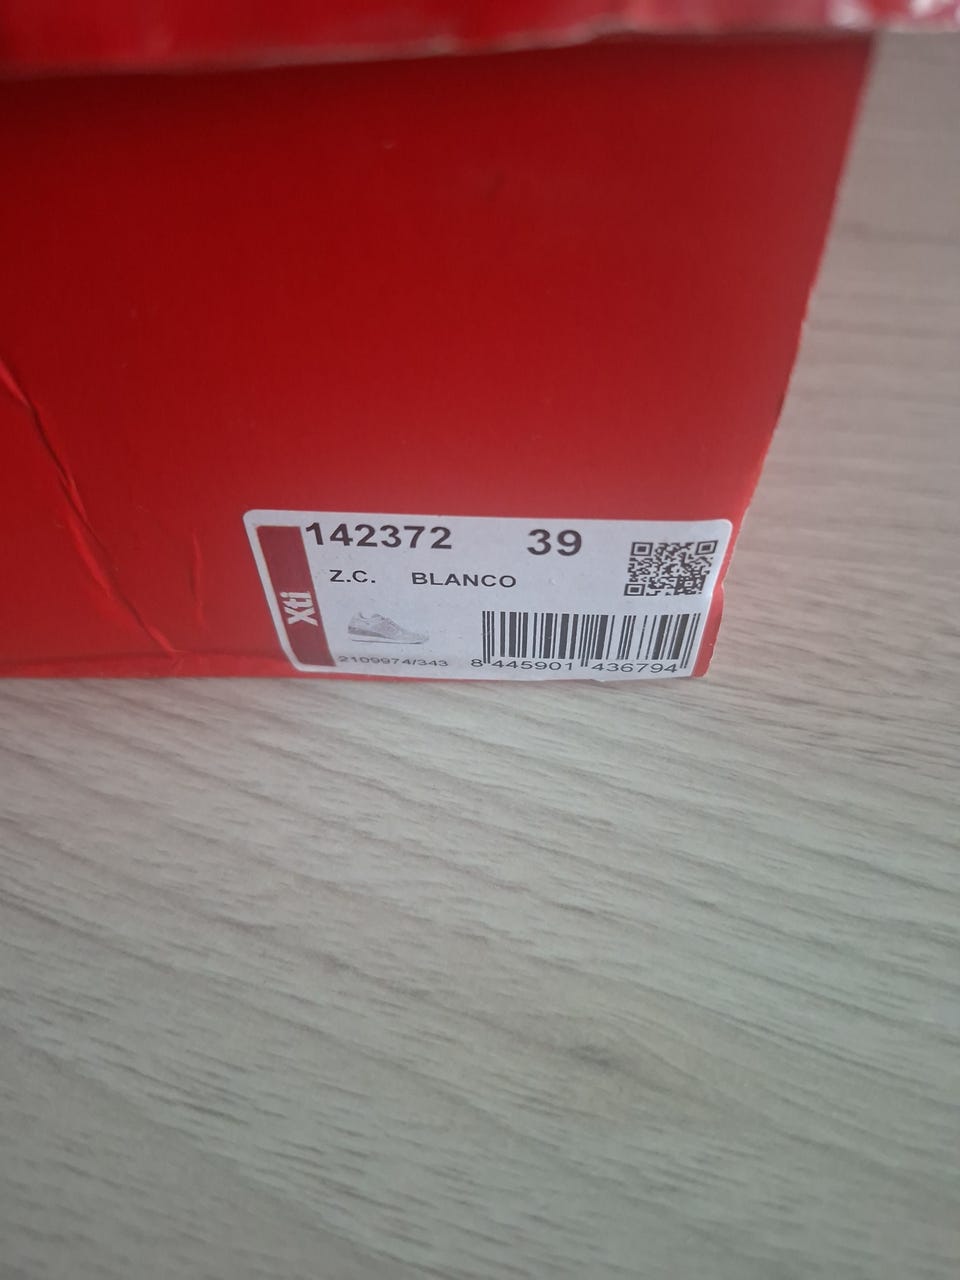 142372 39
Z.C. BLANCO
Xti
2109974/343
8 445901 436794